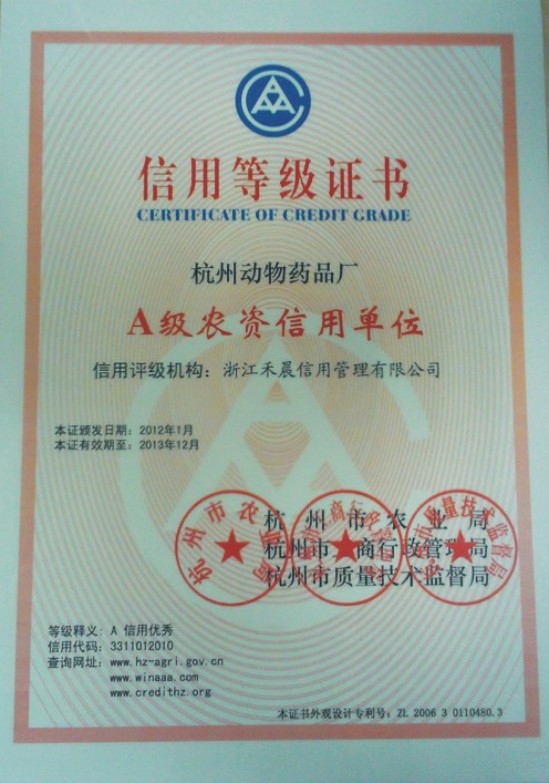 信用等级证书
CERTIFICATE OF CREDIT GRADE
杭州动物药品厂
A级农资信用单位
信用评级机构：浙江禾晨信用管理有限公司
本证颁发日期：2012年1月
本证有效期至：2013年12月
杭州市农业局
杭州市工商行政管理局
杭州市质量技术监督局
等级释义：A 信用优秀
信用代码：3311012010
查询网址：www.hz-agri.gov.cn
www.winaaa.com
www.credithz.org
本证书外观设计专利号：ZL 2006 3 0110480.3